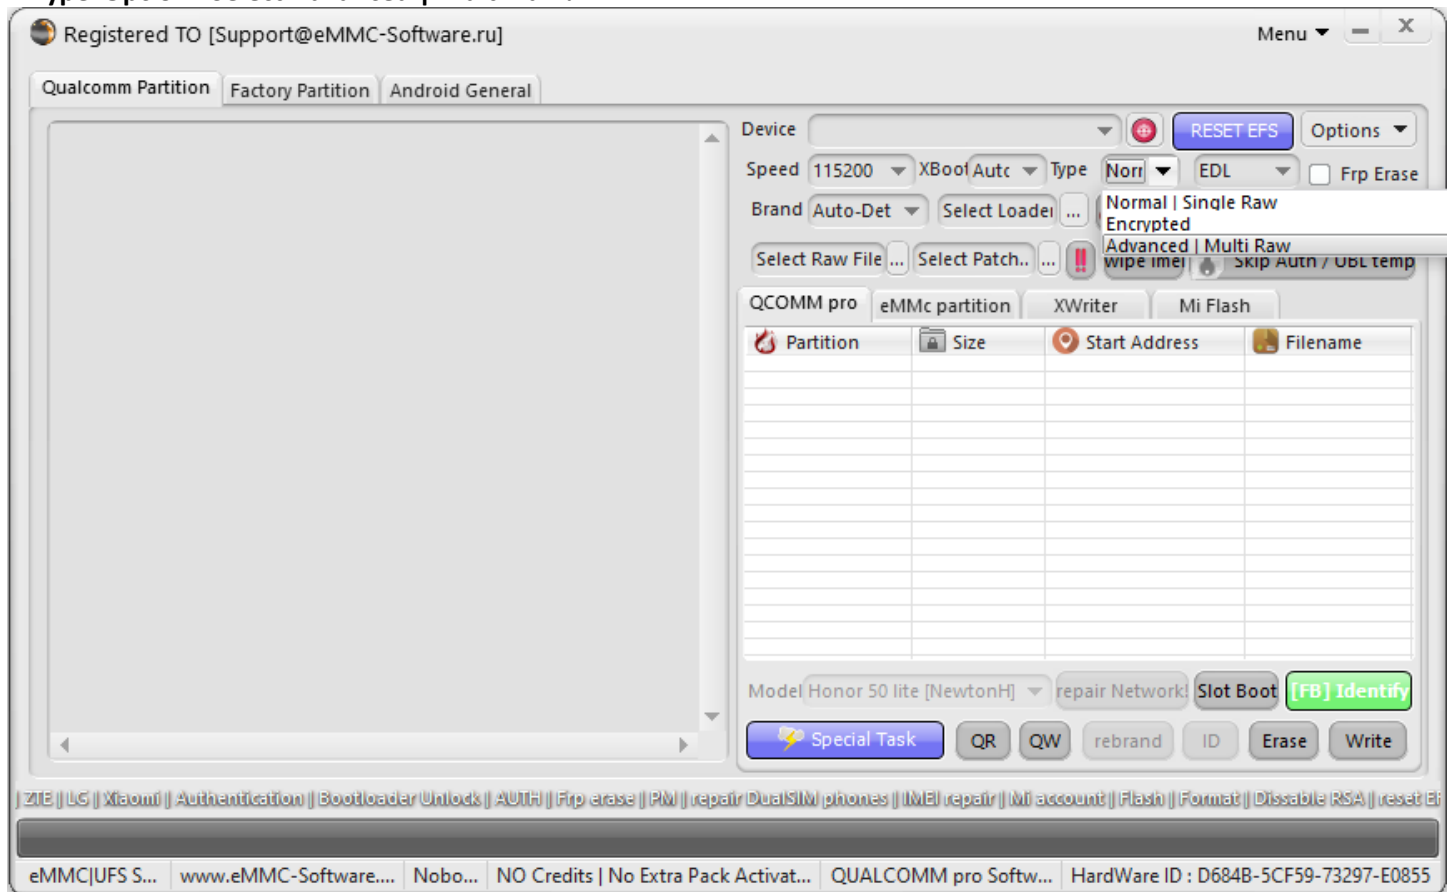 Registered TO [Support@eMMC-Software.ru]
Menu
Qualcomm Partition
Factory Partition
Android General
Device
RESET EFS
Options
Speed
115200
XBoot
Auto
Type
Norr
EDL
Frp Erase
Brand
Auto-Det
Select Loader
...
Normal | Single Raw
Encrypted
Advanced | Multi Raw
Select Raw File
...
Select Patch..
...
!!
wipe imei
Skip Auth / UBL temp
QCOMM pro
eMMc partition
XWriter
Mi Flash
Partition
Size
Start Address
Filename
Model
Honor 50 lite [NewtonH]
repair Network!
Slot Boot
[FB] Identify
Special Task
QR
QW
rebrand
ID
Erase
Write
| ZTE || LG || Xiaomi || Authentication || Bootloader Unlock || AUTH || Frp erase || PIN || repair DualSIM phones || IMEI repair || Mi account || Flash || Format || Dissable RSA || reset
eMMC|UFS S...
www.eMMC-Software....
Nobo...
NO Credits | No Extra Pack Activat...
QUALCOMM pro Softw...
HardWare ID : D684B-5CF59-73297-E0855